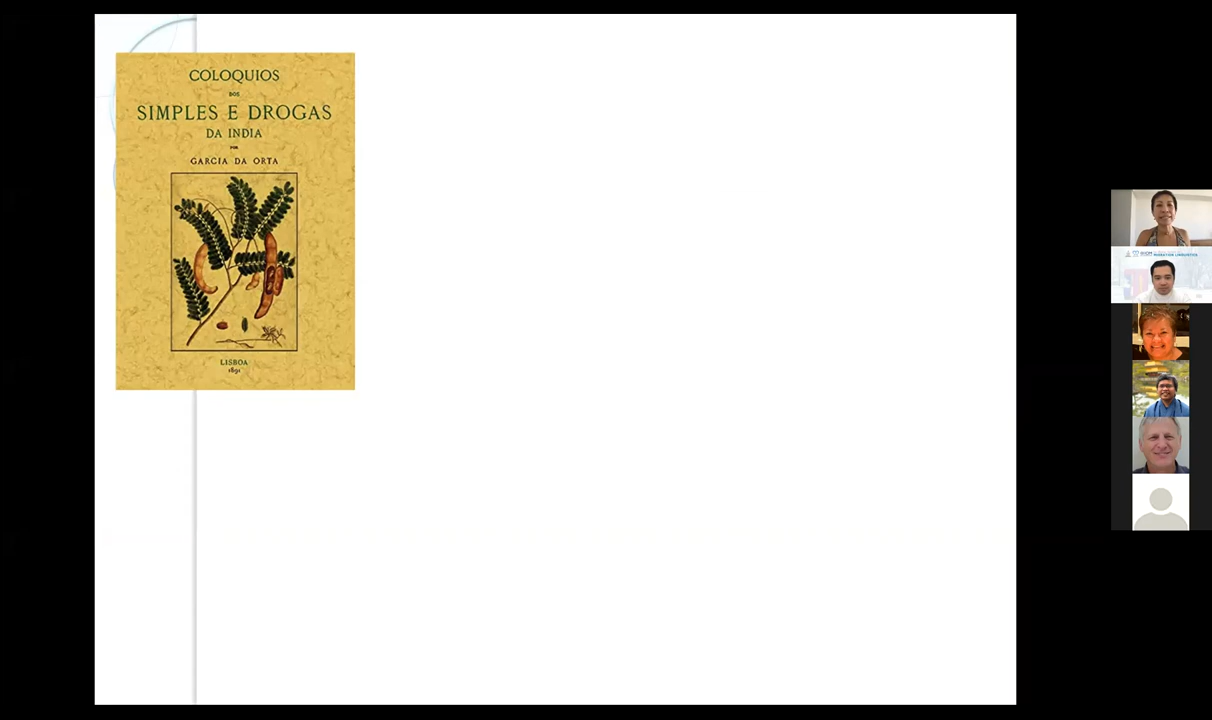 COLOQUIOS
DOS
SIMPLES E DROGAS
DA INDIA
POR
GARCIA DA ORTA
LISBOA
1891